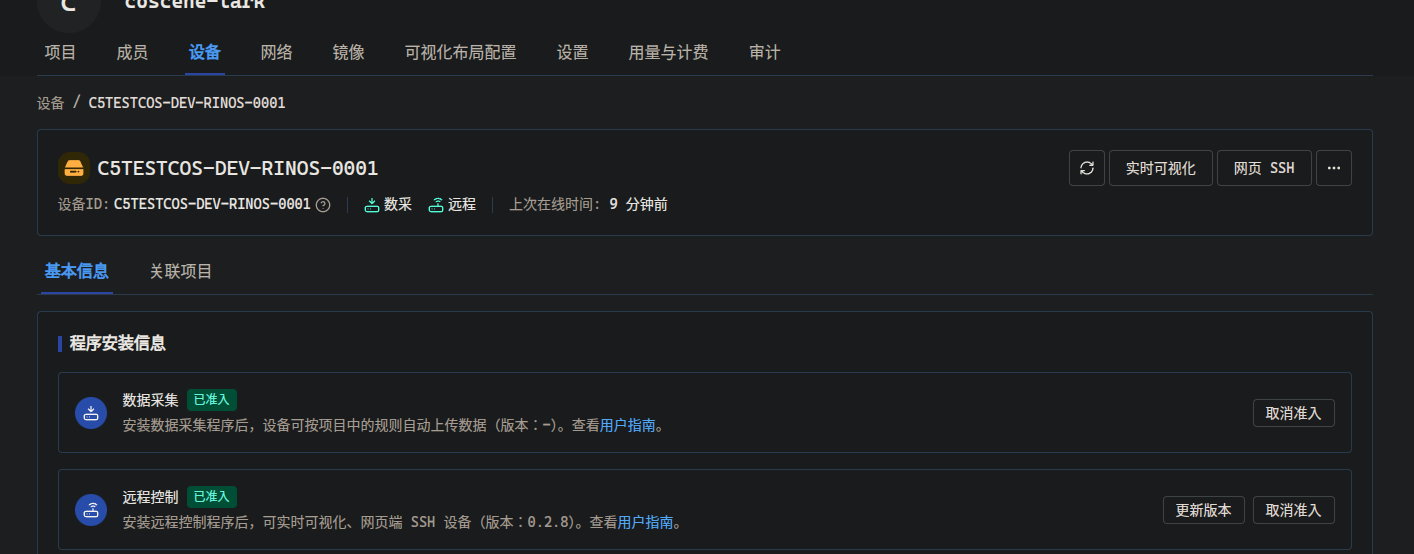 C coscene-lark
项目 成员 设备 网络 镜像 可视化布局配置 设置 用量与计费 审计
设备 / C5TESTCOS-DEV-RINOS-0001
C5TESTCOS-DEV-RINOS-0001 实时可视化 网页 SSH ···
设备ID: C5TESTCOS-DEV-RINOS-0001 数采 远程 上次在线时间: 9 分钟前
基本信息 关联项目
程序安装信息
数据采集 已准入
安装数据采集程序后，设备可按项目中的规则自动上传数据（版本：-）。查看用户指南。
取消准入
远程控制 已准入
安装远程控制程序后，可实时可视化、网页端 SSH 设备（版本：0.2.8）。查看用户指南。
更新版本 取消准入